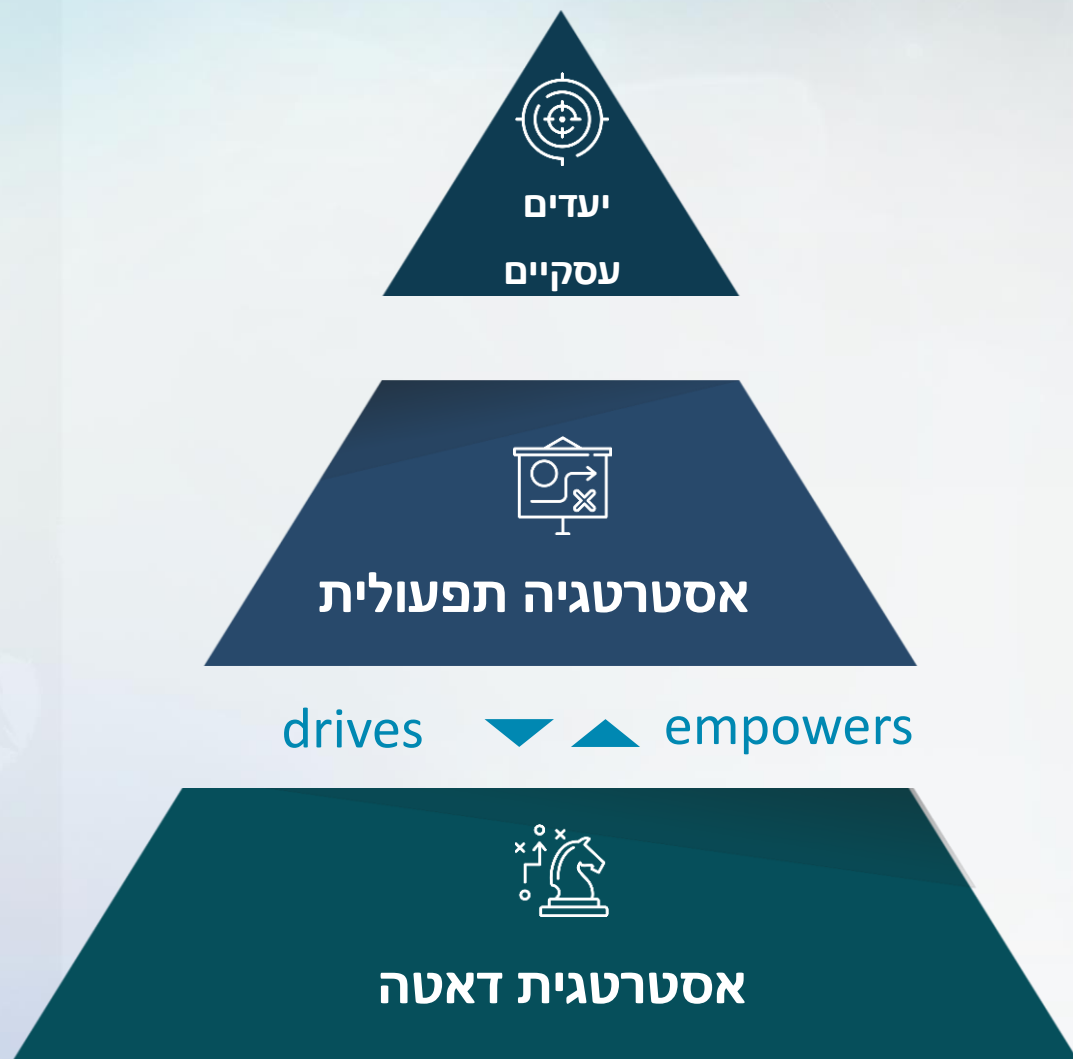 יעדים
עסקיים
אסטרטגיה תפעולית
drives empowers
אסטרטגית דאטה